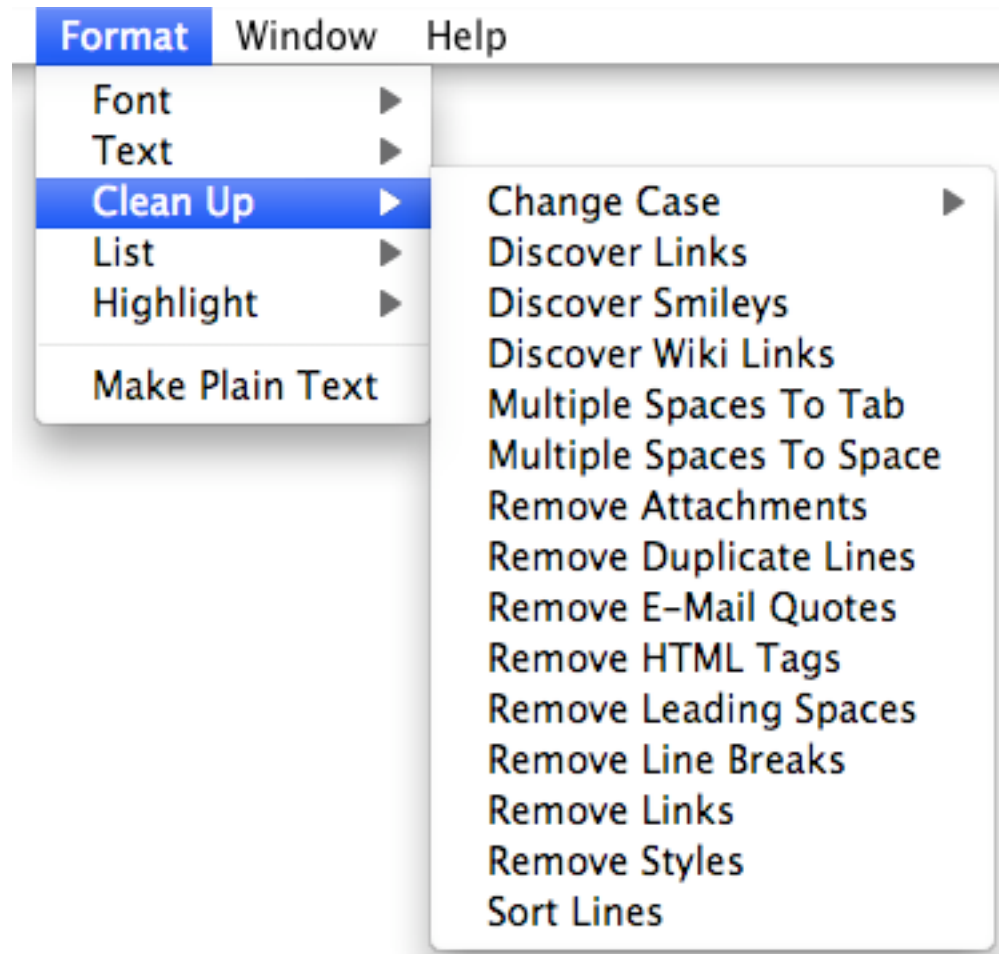 Format Window Help
Font
Text
Clean Up
List
Highlight
Make Plain Text
Change Case
Discover Links
Discover Smileys
Discover Wiki Links
Multiple Spaces To Tab
Multiple Spaces To Space
Remove Attachments
Remove Duplicate Lines
Remove E-Mail Quotes
Remove HTML Tags
Remove Leading Spaces
Remove Line Breaks
Remove Links
Remove Styles
Sort Lines